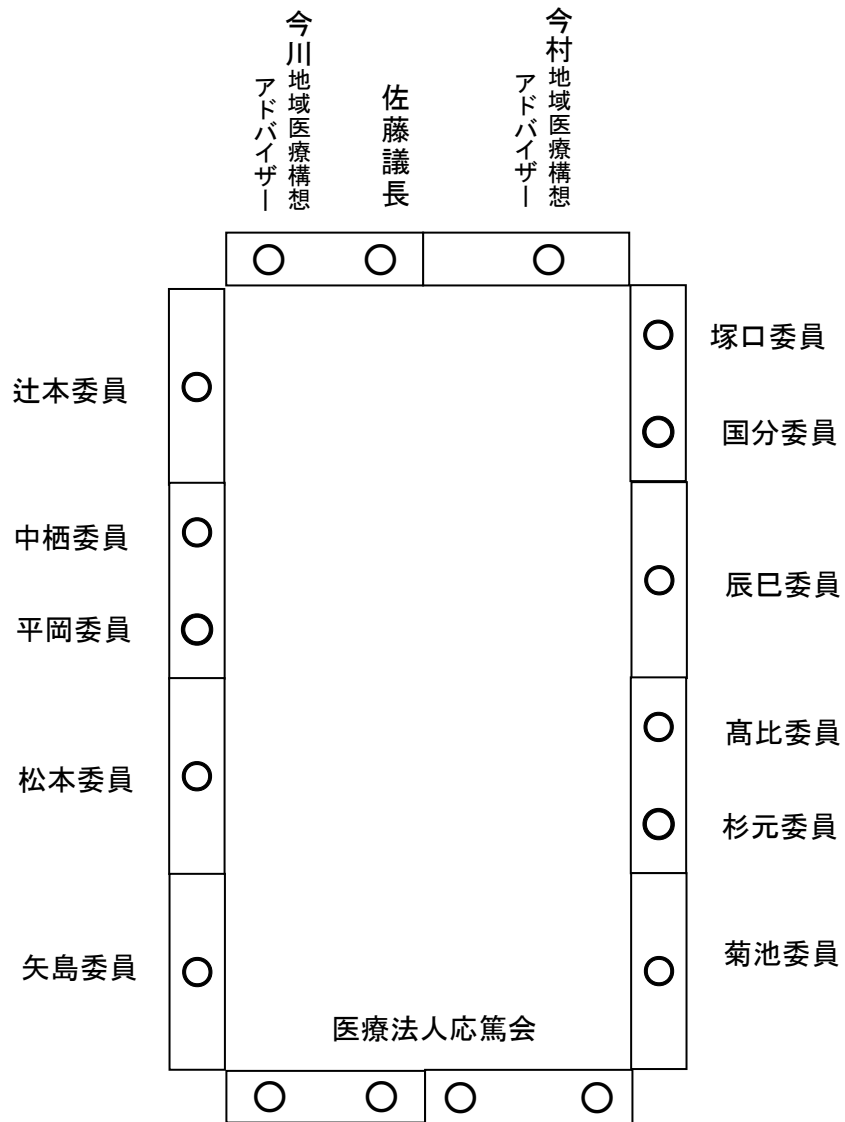 今川地域医療構想
アドバイザー
佐藤議長
今村地域医療構想
アドバイザー
塚口委員
辻本委員
国分委員
中栖委員
辰巳委員
平岡委員
髙比委員
松本委員
杉元委員
矢島委員
菊池委員
医療法人応篤会